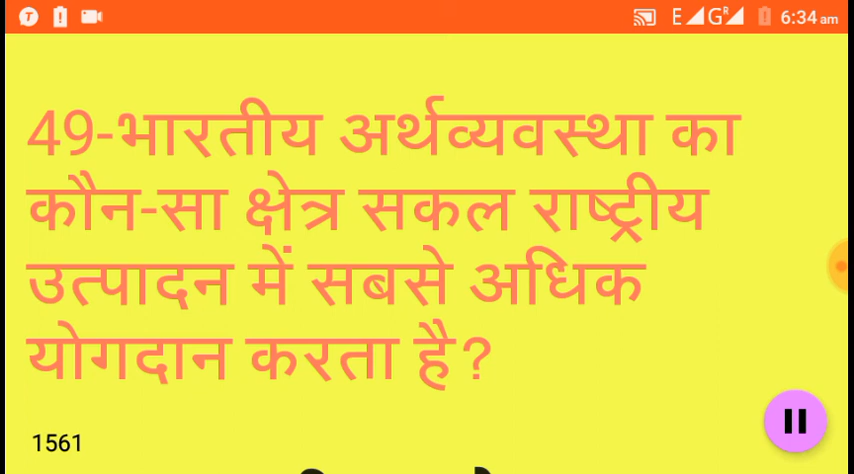 E G R 6:34 am
49-भारतीय अर्थव्यवस्था का
कौन-सा क्षेत्र सकल राष्ट्रीय
उत्पादन में सबसे अधिक
योगदान करता है?
1561